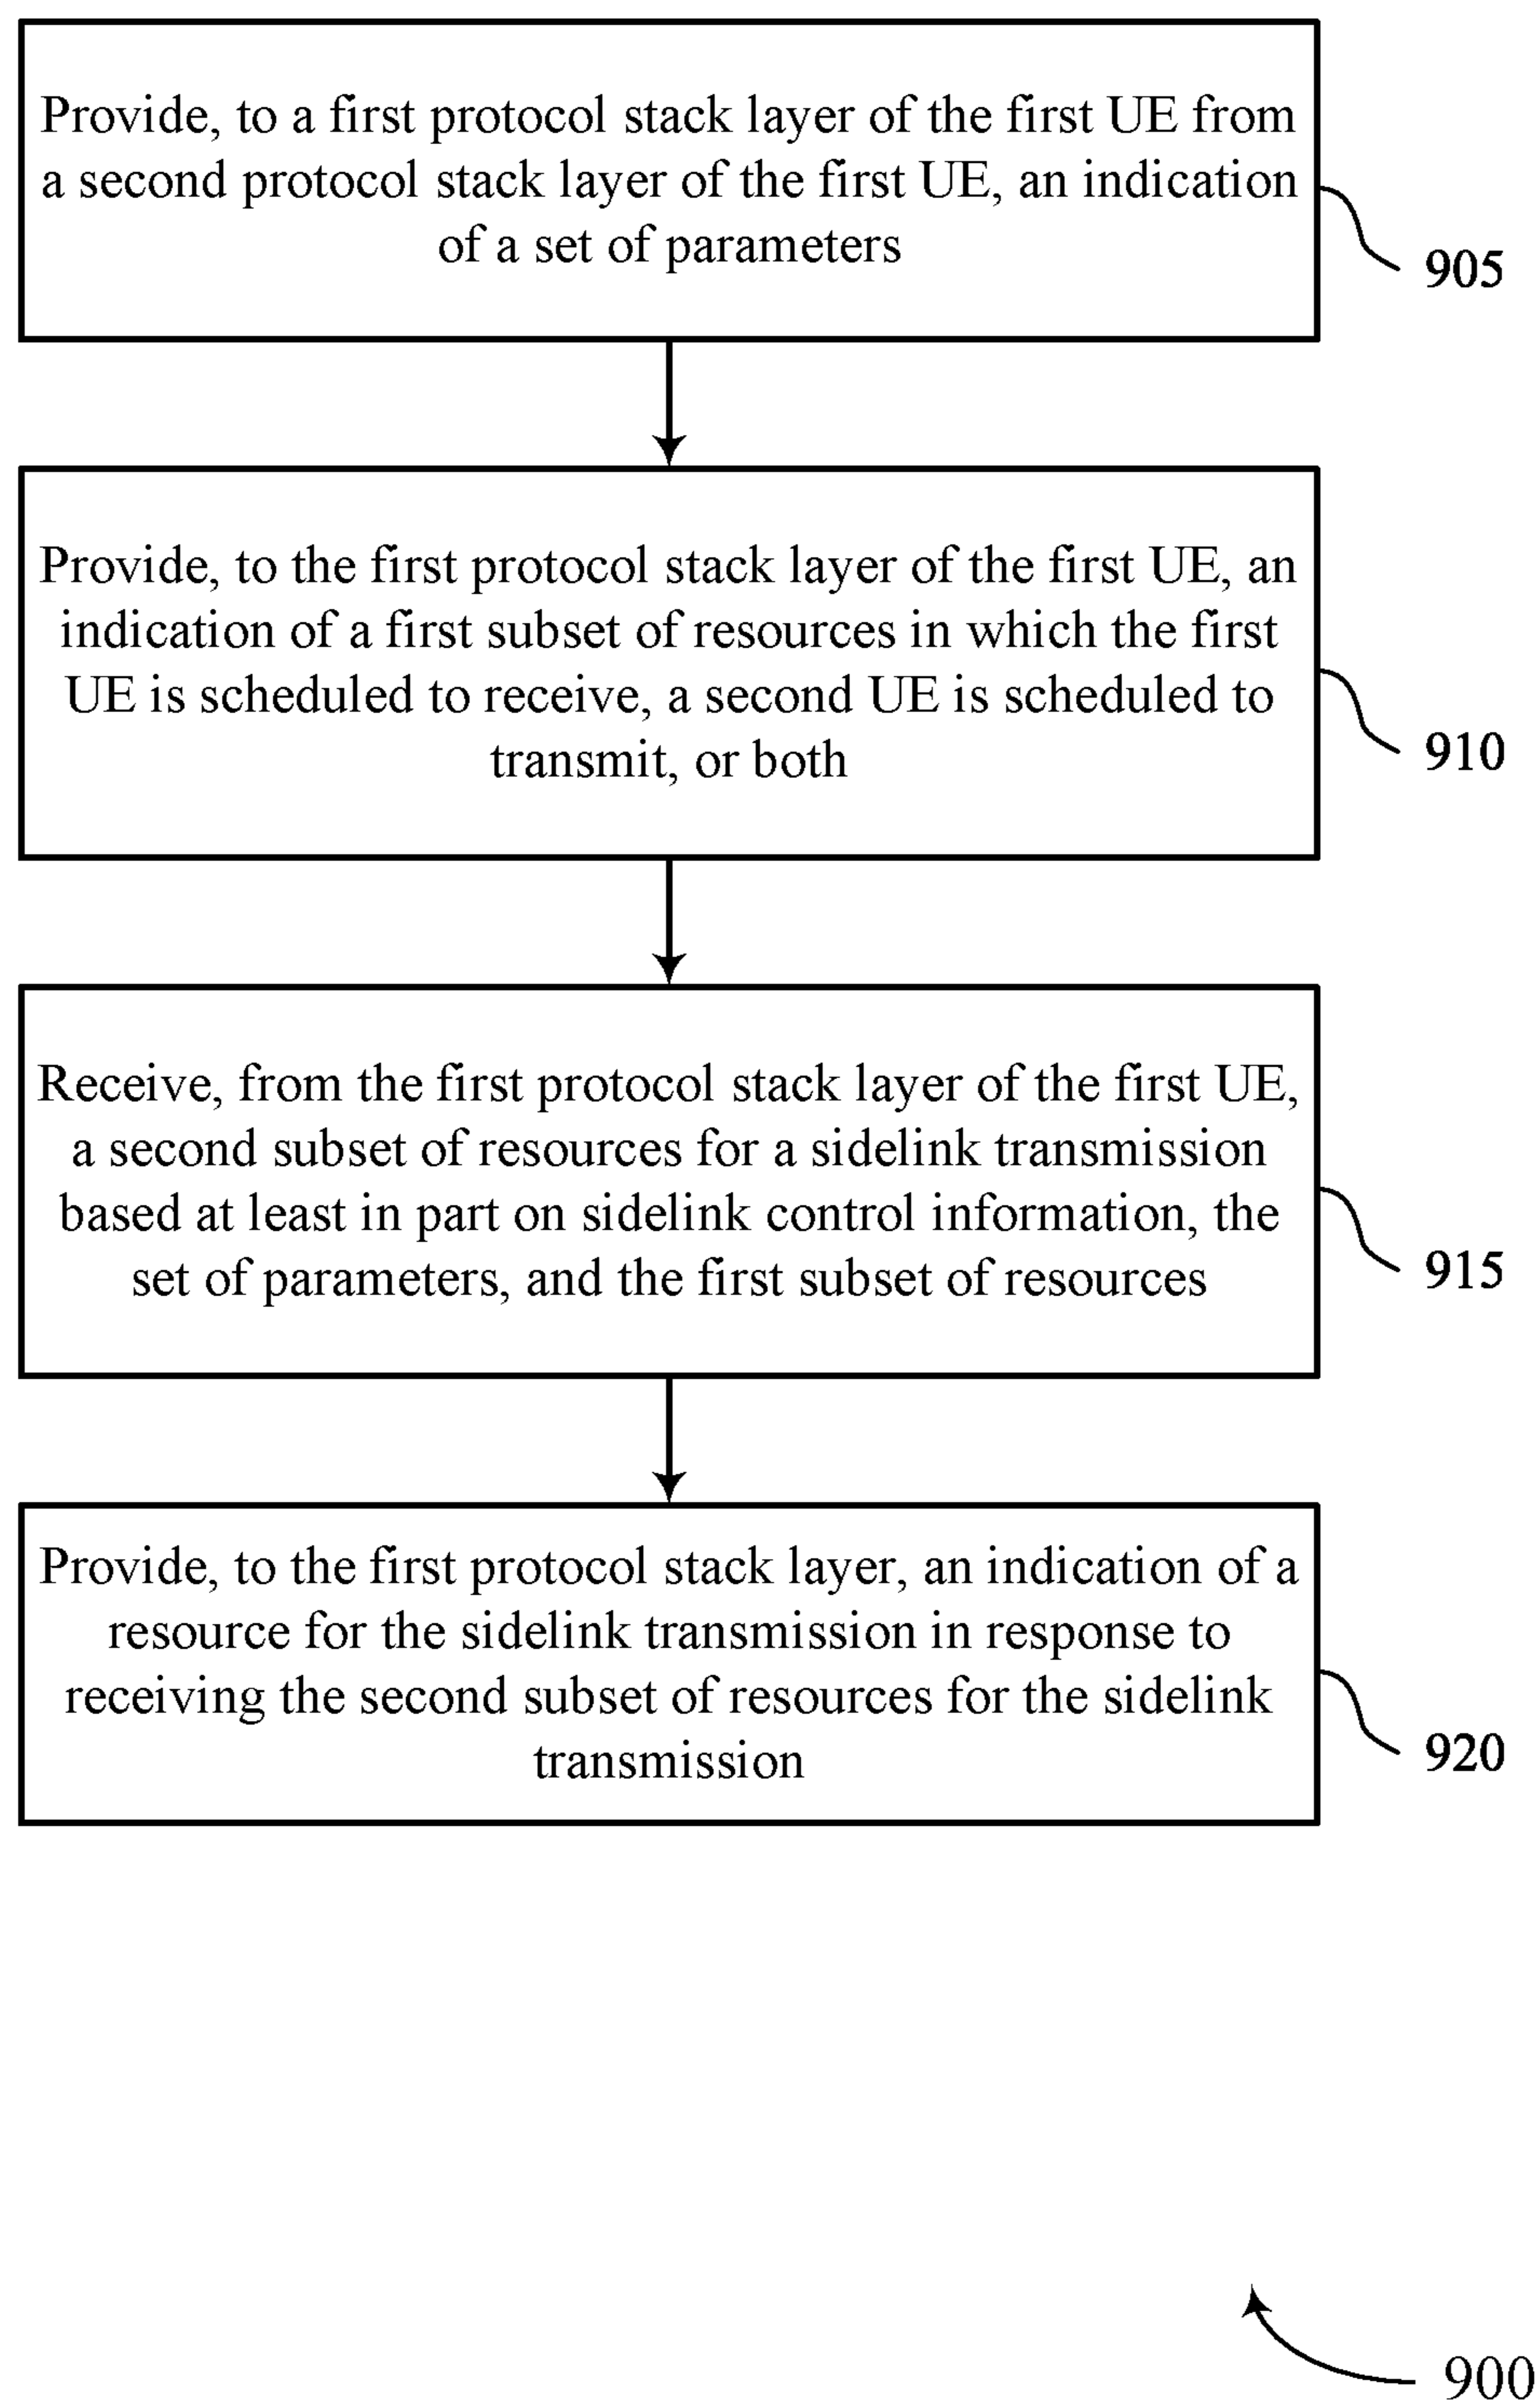 Provide, to a first protocol stack layer of the first UE from
a second protocol stack layer of the first UE, an indication
of a set of parameters
905
Provide, to the first protocol stack layer of the first UE, an
indication of a first subset of resources in which the first
UE is scheduled to receive, a second UE is scheduled to
transmit, or both
910
Receive, from the first protocol stack layer of the first UE,
a second subset of resources for a sidelink transmission
based at least in part on sidelink control information, the
set of parameters, and the first subset of resources
915
Provide, to the first protocol stack layer, an indication of a
resource for the sidelink transmission in response to
receiving the second subset of resources for the sidelink
transmission
920
900